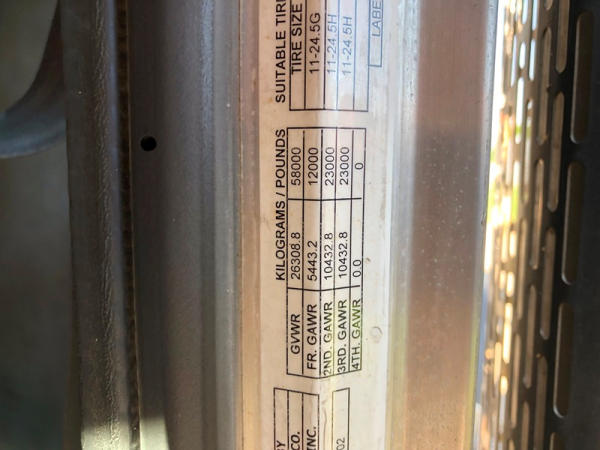 SUITABLE TIRE
TIRE SIZE
11-24.5G
11-24.5H
11-24.5H
LABE
KILOGRAMS / POUNDS
GVWR 26308.8 58000
FR. GAWR 5443.2 12000
2ND. GAWR 10432.8 23000
3RD. GAWR 10432.8 23000
4TH. GAWR 0.0 0
BY
CO.
INC.
02